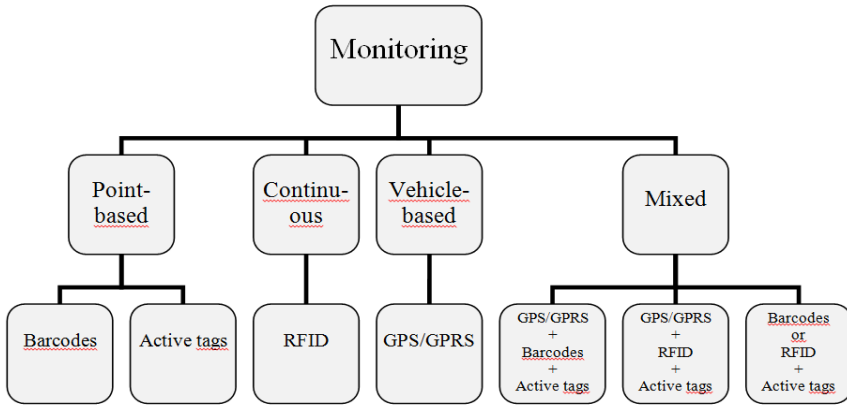 Monitoring
Point-
based
Continu-
ous
Vehicle-
based
Mixed
Barcodes
Active tags
RFID
GPS/GPRS
GPS/GPRS
+
Barcodes
+
Active tags
GPS/GPRS
+
RFID
+
Active tags
Barcodes
or
RFID
+
Active tags